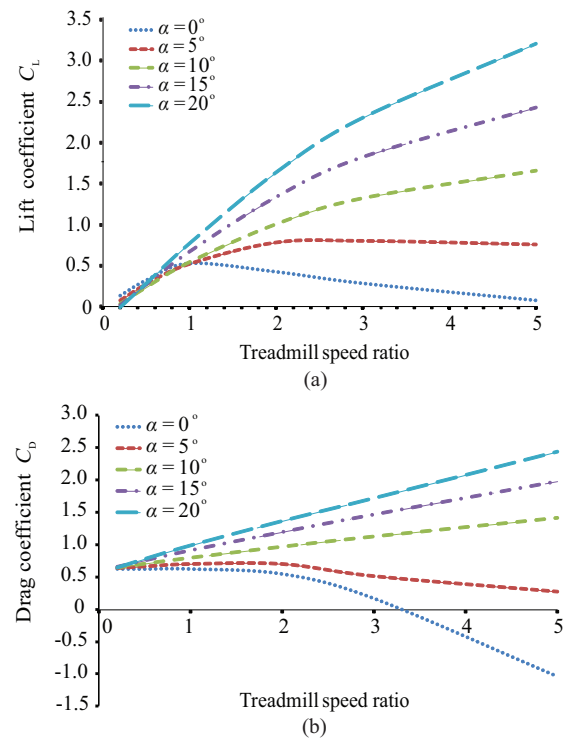 3.5
3.0
2.5
2.0
1.5
1.0
0.5
0
Lift coefficient C_L
α = 0°
α = 5°
α = 10°
α = 15°
α = 20°
0 1 2 3 4 5
Treadmill speed ratio
(a)
3.0
2.5
2.0
1.5
1.0
0.5
0
-0.5
-1.0
-1.5
Drag coefficient C_D
α = 0°
α = 5°
α = 10°
α = 15°
α = 20°
0 1 2 3 4 5
Treadmill speed ratio
(b)